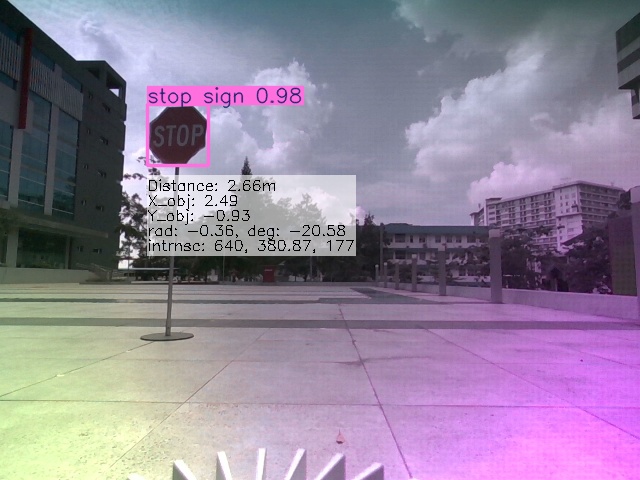 stop sign 0.98
STOP
Distance: 2.66m
X_obj: 2.49
Y_obj: -0.93
rad: -0.36, deg: -20.58
intrnsc: 640, 380.87, 177